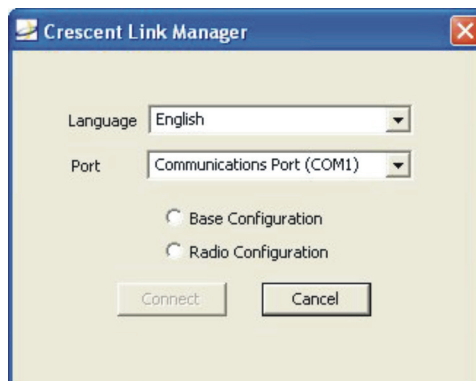 Crescent Link Manager
Language English
Port Communications Port (COM1)
Base Configuration
Radio Configuration
Connect Cancel